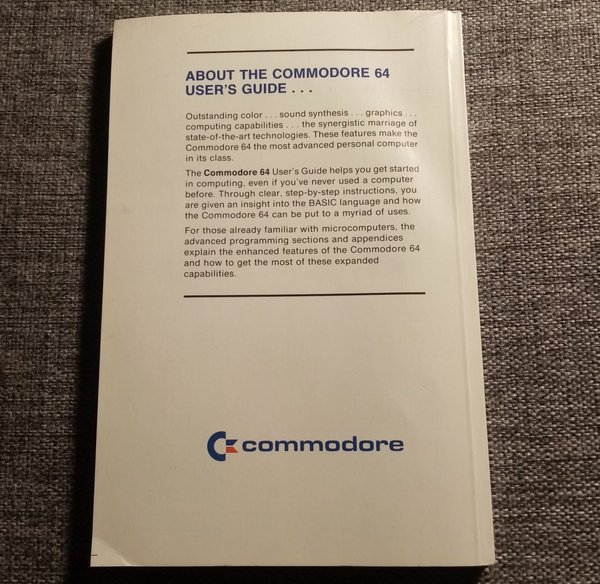 ABOUT THE COMMODORE 64
USER'S GUIDE . . .
Outstanding color . . . sound synthesis . . . graphics . . .
computing capabilities . . . the synergistic marriage of
state-of-the-art technologies. These features make the
Commodore 64 the most advanced personal computer
in its class.
The Commodore 64 User's Guide helps you get started
in computing, even if you've never used a computer
before. Through clear, step-by-step instructions, you
are given an insight into the BASIC language and how
the Commodore 64 can be put to a myriad of uses.
For those already familiar with microcomputers, the
advanced programming sections and appendices
explain the enhanced features of the Commodore 64
and how to get the most of these expanded
capabilities.
commodore